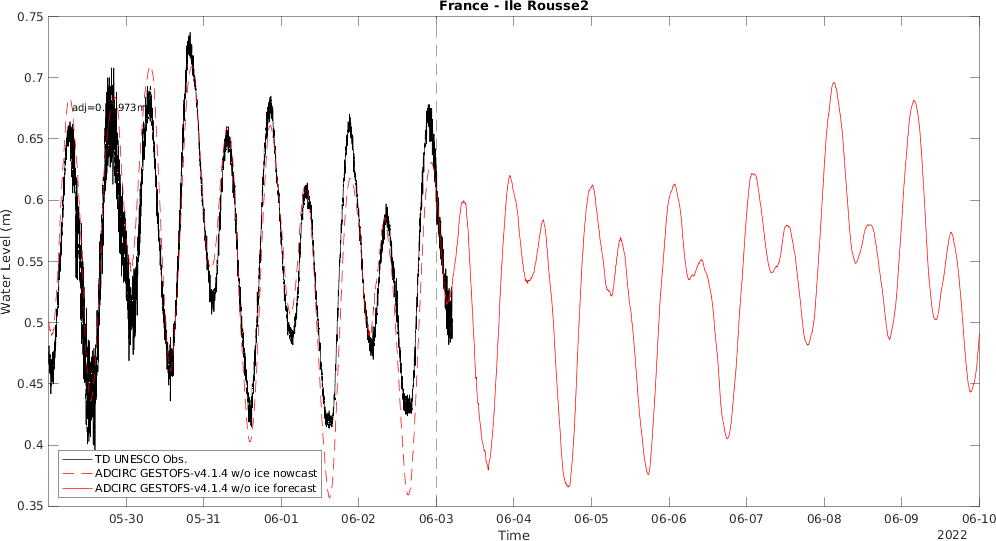 France - Ile Rousse2
0.75
0.7
0.65
0.6
0.55
0.5
0.45
0.4
0.35
Water Level (m)
TD UNESCO Obs.
ADCIRC GESTOFS-v4.1.4 w/o ice nowcast
ADCIRC GESTOFS-v4.1.4 w/o ice forecast
05-30 05-31 06-01 06-02 06-03 06-04 06-05 06-06 06-07 06-08 06-09 06-10
Time
2022